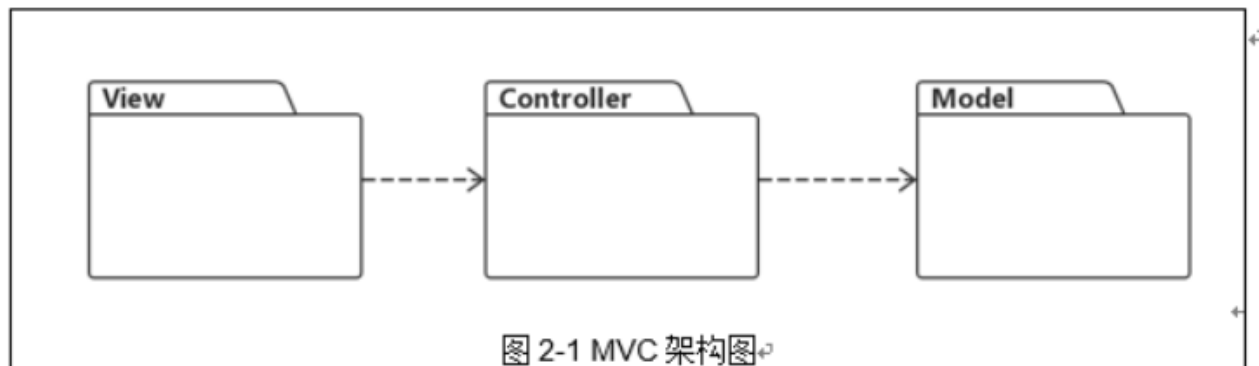 View
Controller
Model
图 2-1 MVC 架构图